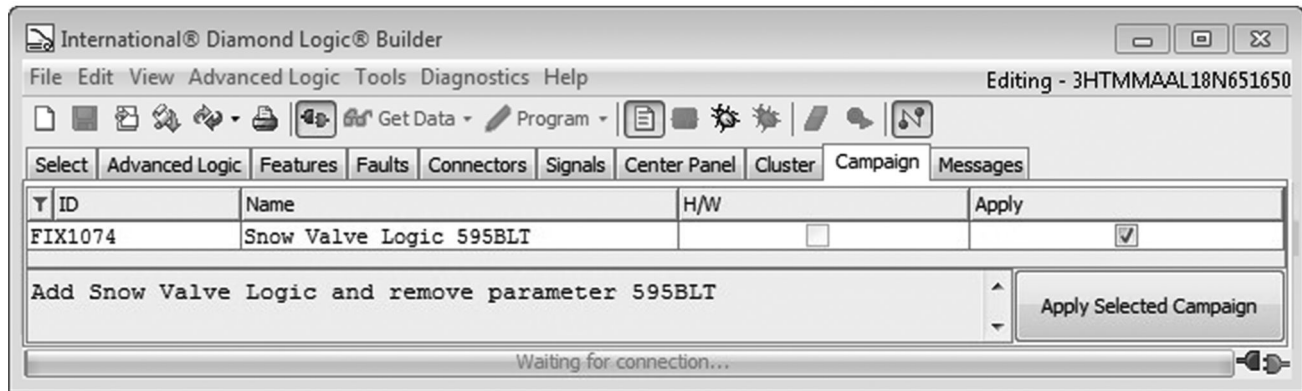 International® Diamond Logic® Builder
File Edit View Advanced Logic Tools Diagnostics Help Editing - 3HTMMAAL18N651650
Get Data Program
Select Advanced Logic Features Faults Connectors Signals Center Panel Cluster Campaign Messages
ID Name H/W Apply
FIX1074 Snow Valve Logic 595BLT
Add Snow Valve Logic and remove parameter 595BLT
Apply Selected Campaign
Waiting for connection...